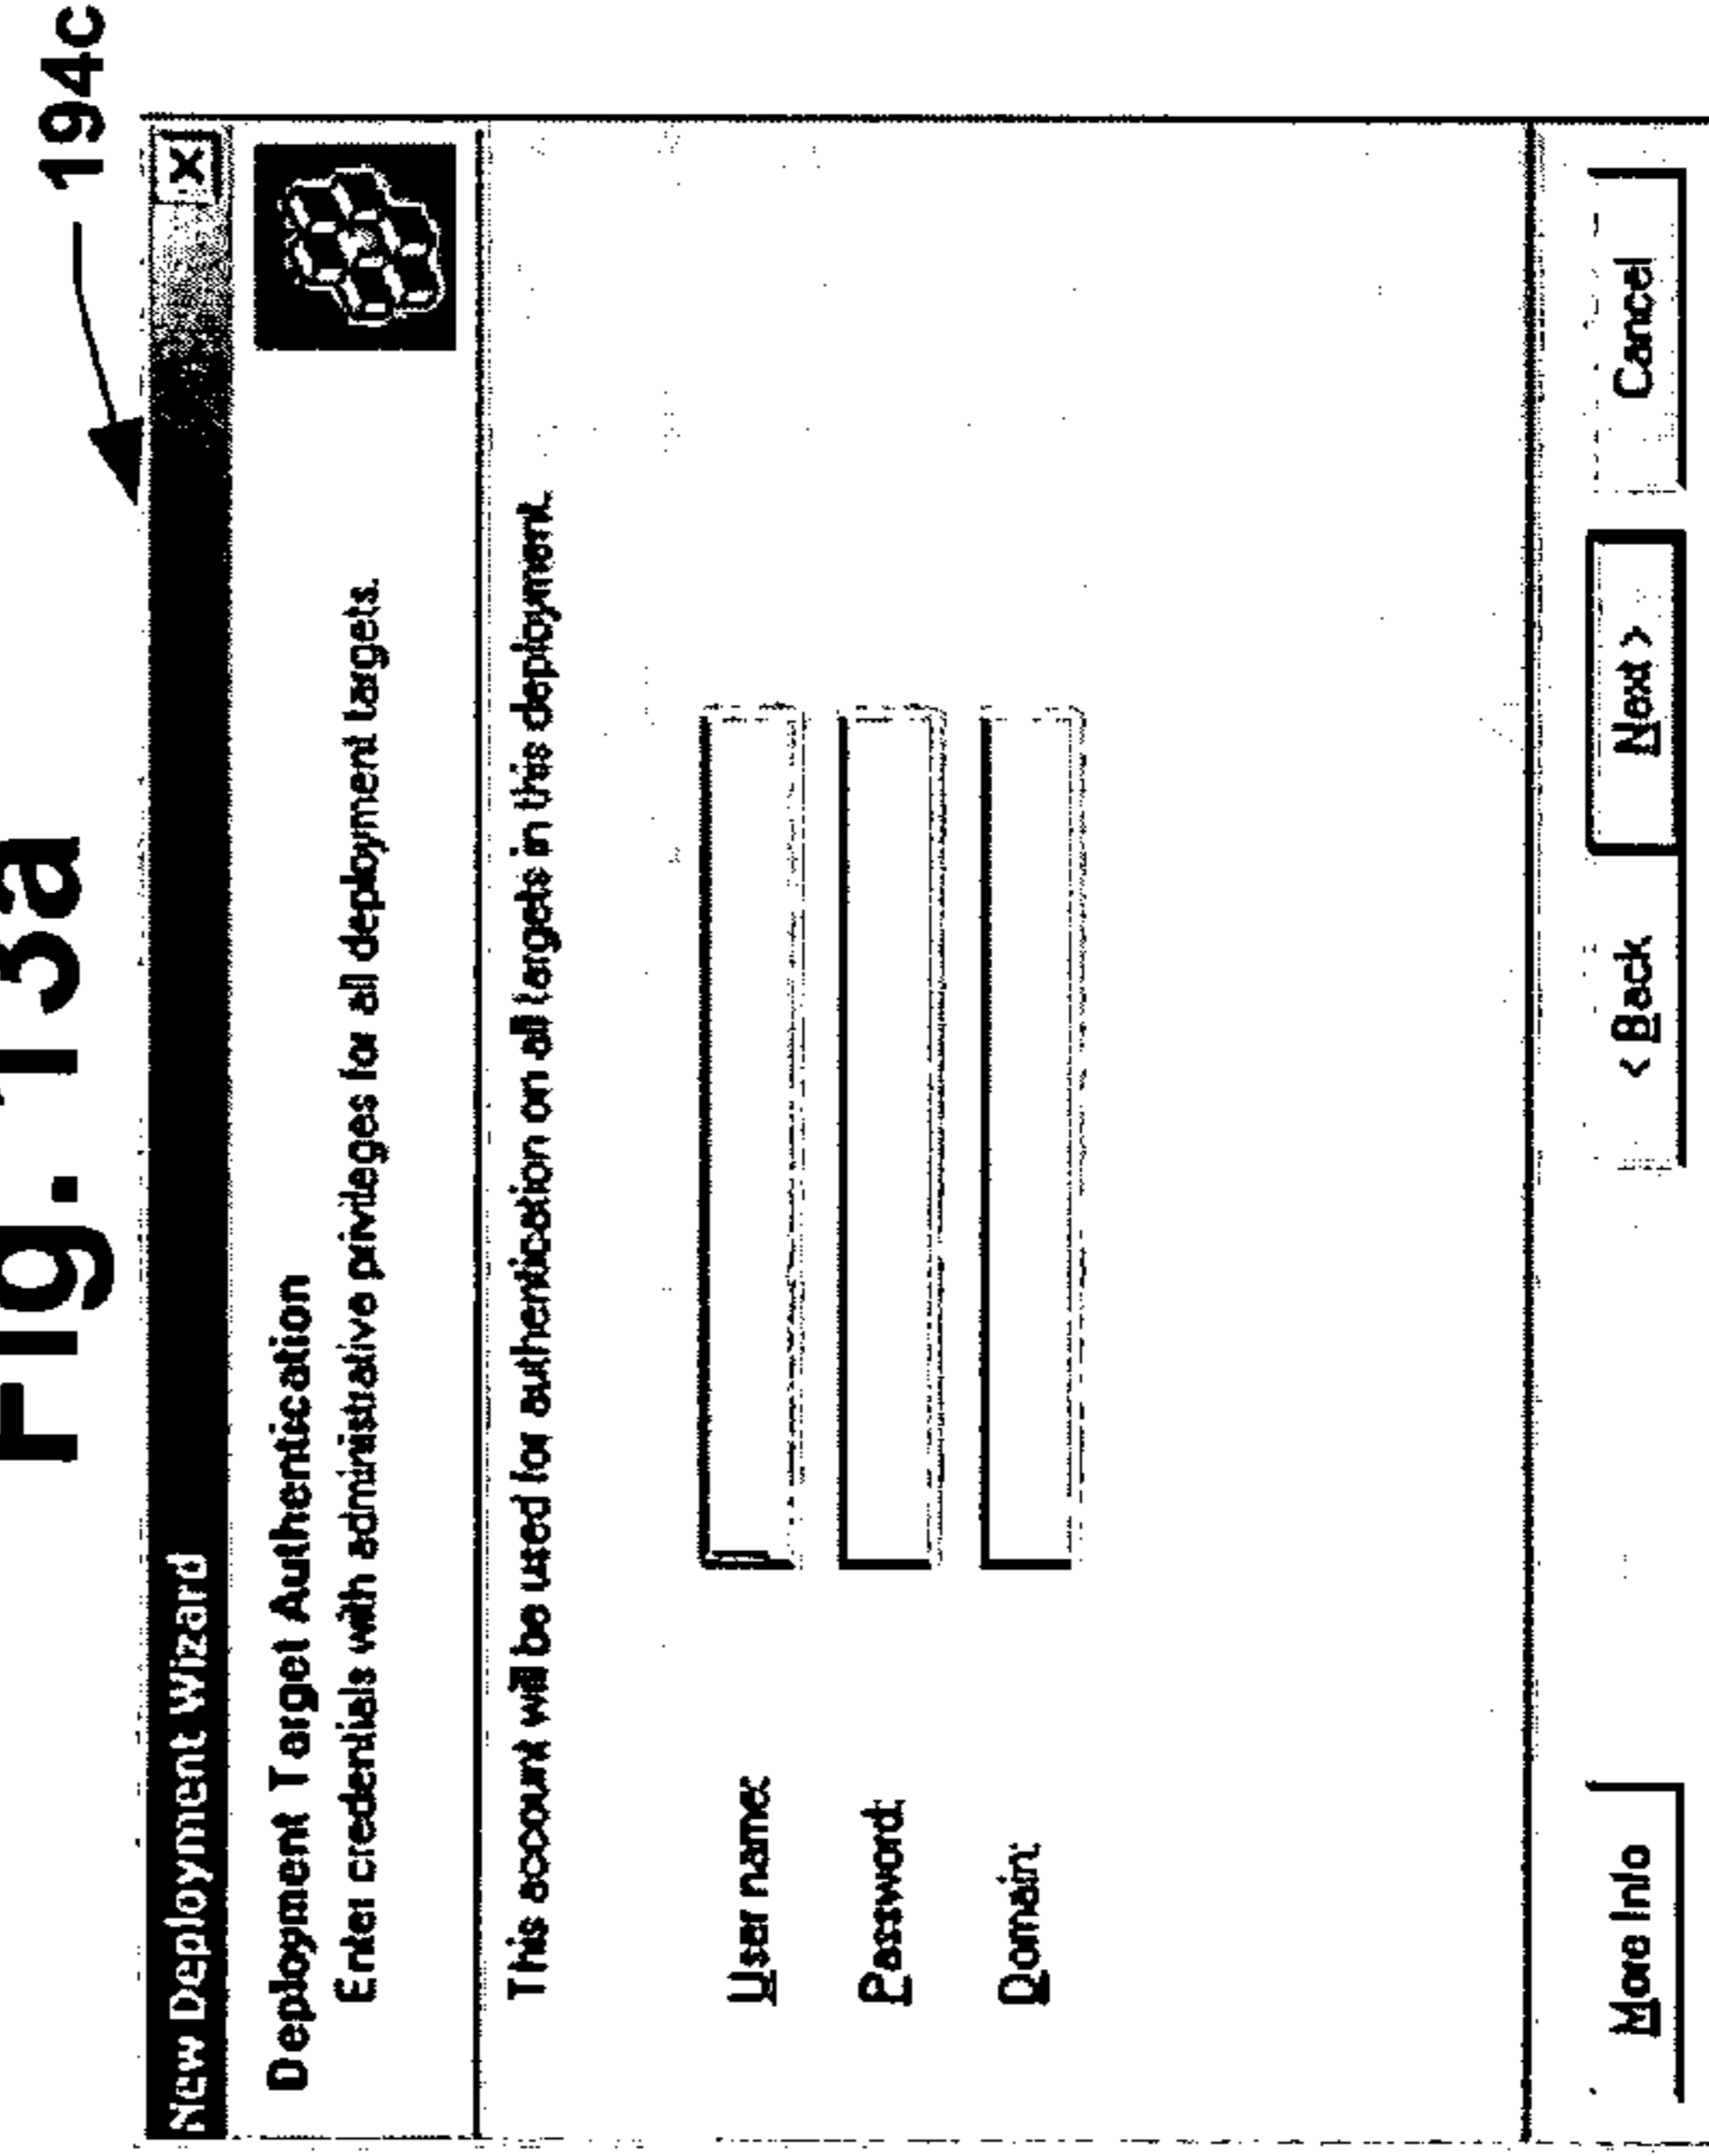 Fig. 13a
194c
New Deployment Wizard
X
Deployment Target Authentication
Enter credentials with administrative privileges for all deployment targets.
This account will be used for authentication on all targets in this deployment.
User name:
Password:
Domain:
More Info
< Back
Next >
Cancel